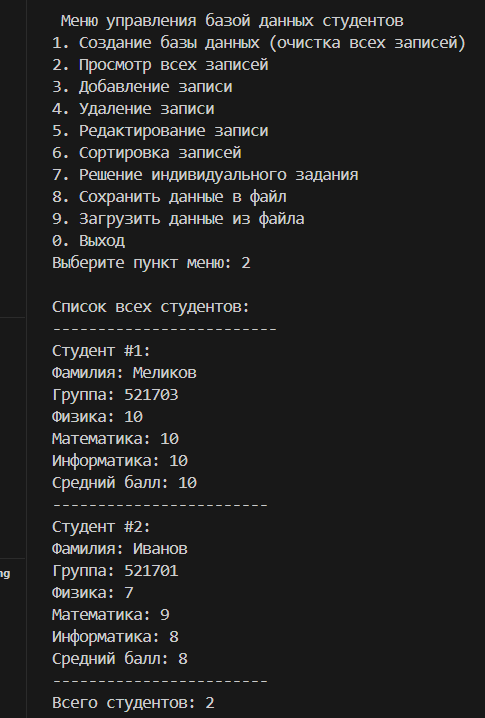 Меню управления базой данных студентов
1. Создание базы данных (очистка всех записей)
2. Просмотр всех записей
3. Добавление записи
4. Удаление записи
5. Редактирование записи
6. Сортировка записей
7. Решение индивидуального задания
8. Сохранить данные в файл
9. Загрузить данные из файла
0. Выход
Выберите пункт меню: 2
Список всех студентов:
-------------------------
Студент #1:
Фамилия: Меликов
Группа: 521703
Физика: 10
Математика: 10
Информатика: 10
Средний балл: 10
------------------------
Студент #2:
Фамилия: Иванов
Группа: 521701
ng
Физика: 7
Математика: 9
Информатика: 8
Средний балл: 8
------------------------
Всего студентов: 2